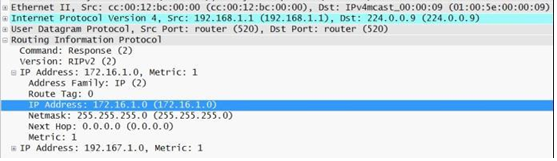 Ethernet II, Src: cc:00:12:bc:00:00 (cc:00:12:bc:00:00), Dst: IPv4mcast_00:00:09 (01:00:5e:00:00:09)
Internet Protocol Version 4, Src: 192.168.1.1 (192.168.1.1), Dst: 224.0.0.9 (224.0.0.9)
User Datagram Protocol, Src Port: router (520), Dst Port: router (520)
Routing Information Protocol
Command: Response (2)
Version: RIPv2 (2)
IP Address: 172.16.1.0, Metric: 1
Address Family: IP (2)
Route Tag: 0
IP Address: 172.16.1.0 (172.16.1.0)
Netmask: 255.255.255.0 (255.255.255.0)
Next Hop: 0.0.0.0 (0.0.0.0)
Metric: 1
IP Address: 192.167.1.0, Metric: 1